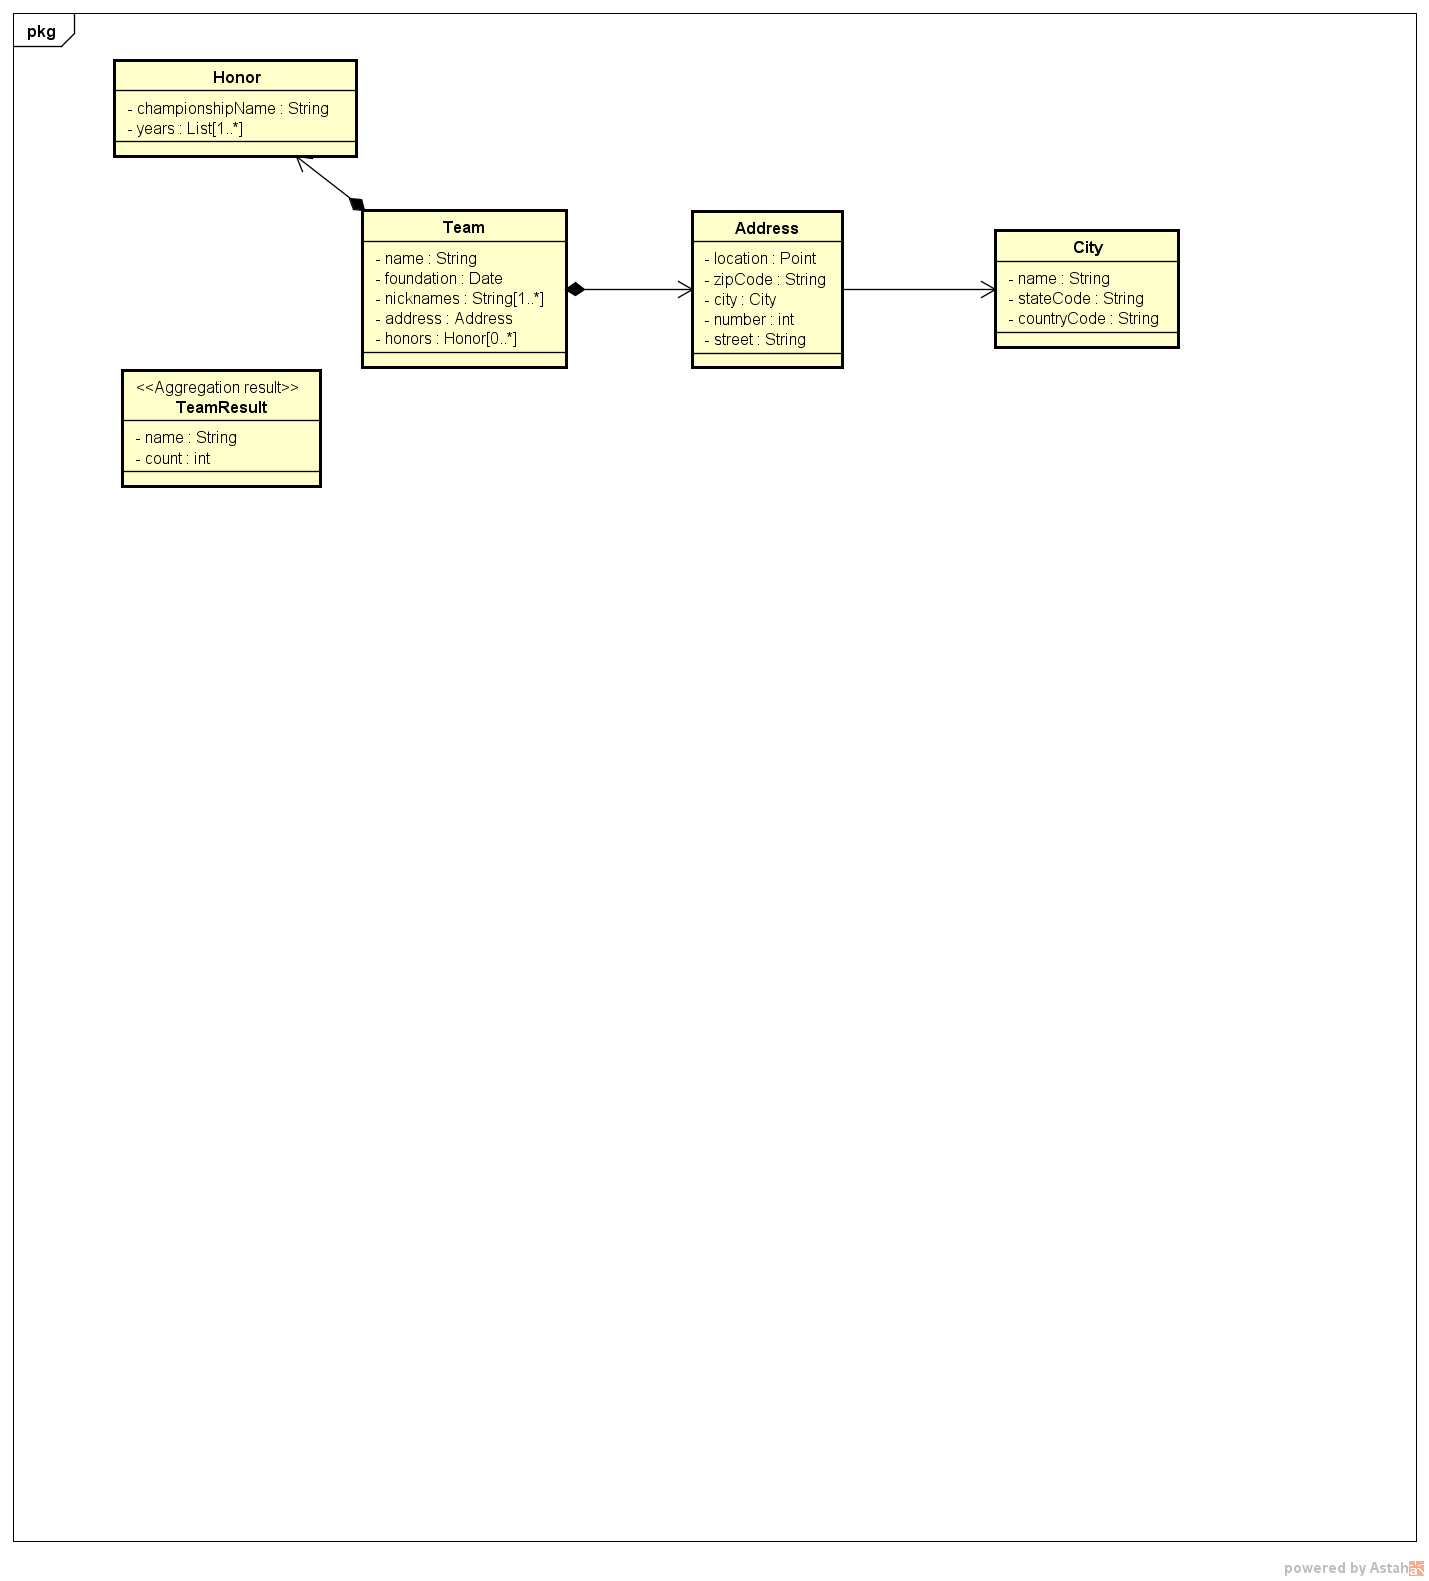 pkg
Honor
- championshipName : String
- years : List[1..*]
Team
- name : String
- foundation : Date
- nicknames : String[1..*]
- address : Address
- honors : Honor[0..*]
Address
- location : Point
- zipCode : String
- city : City
- number : int
- street : String
City
- name : String
- stateCode : String
- countryCode : String
<<Aggregation result>>
TeamResult
- name : String
- count : int
powered by Astah